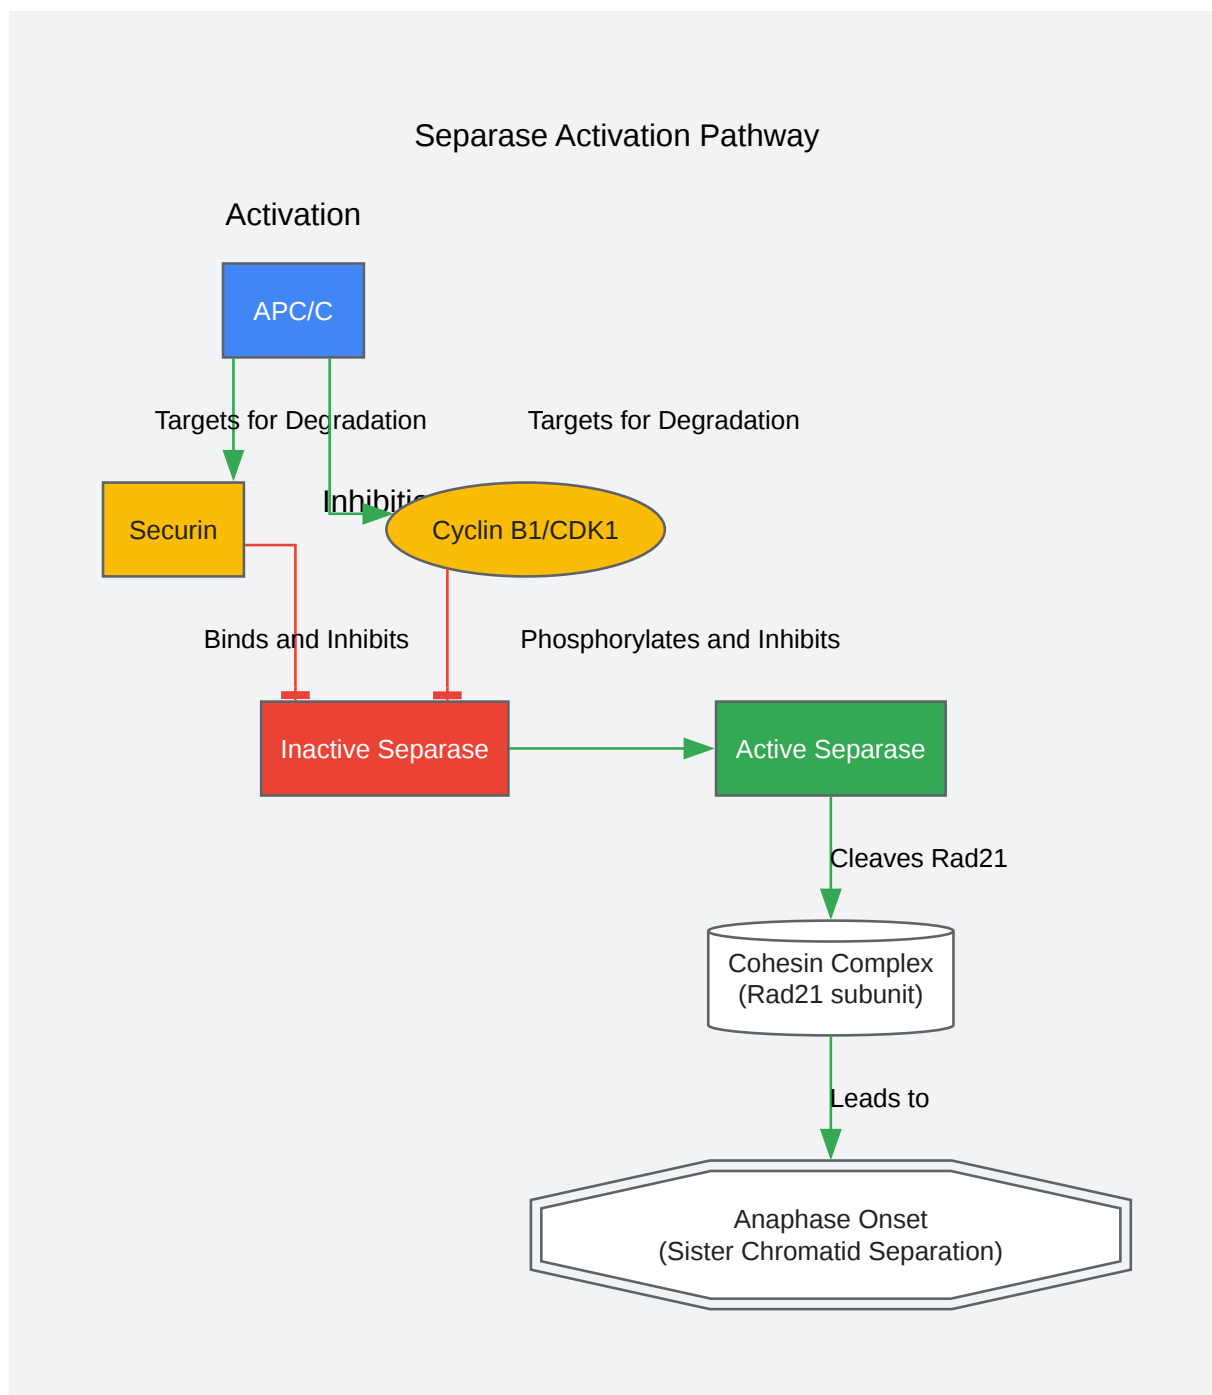 Separase Activation Pathway
Activation
APC/C
Targets for Degradation
Targets for Degradation
Securin
Cyclin B1/CDK1
Binds and Inhibits
Phosphorylates and Inhibits
Inactive Separase
Active Separase
Cleaves Rad21
Cohesin Complex
(Rad21 subunit)
Leads to
Anaphase Onset
(Sister Chromatid Separation)